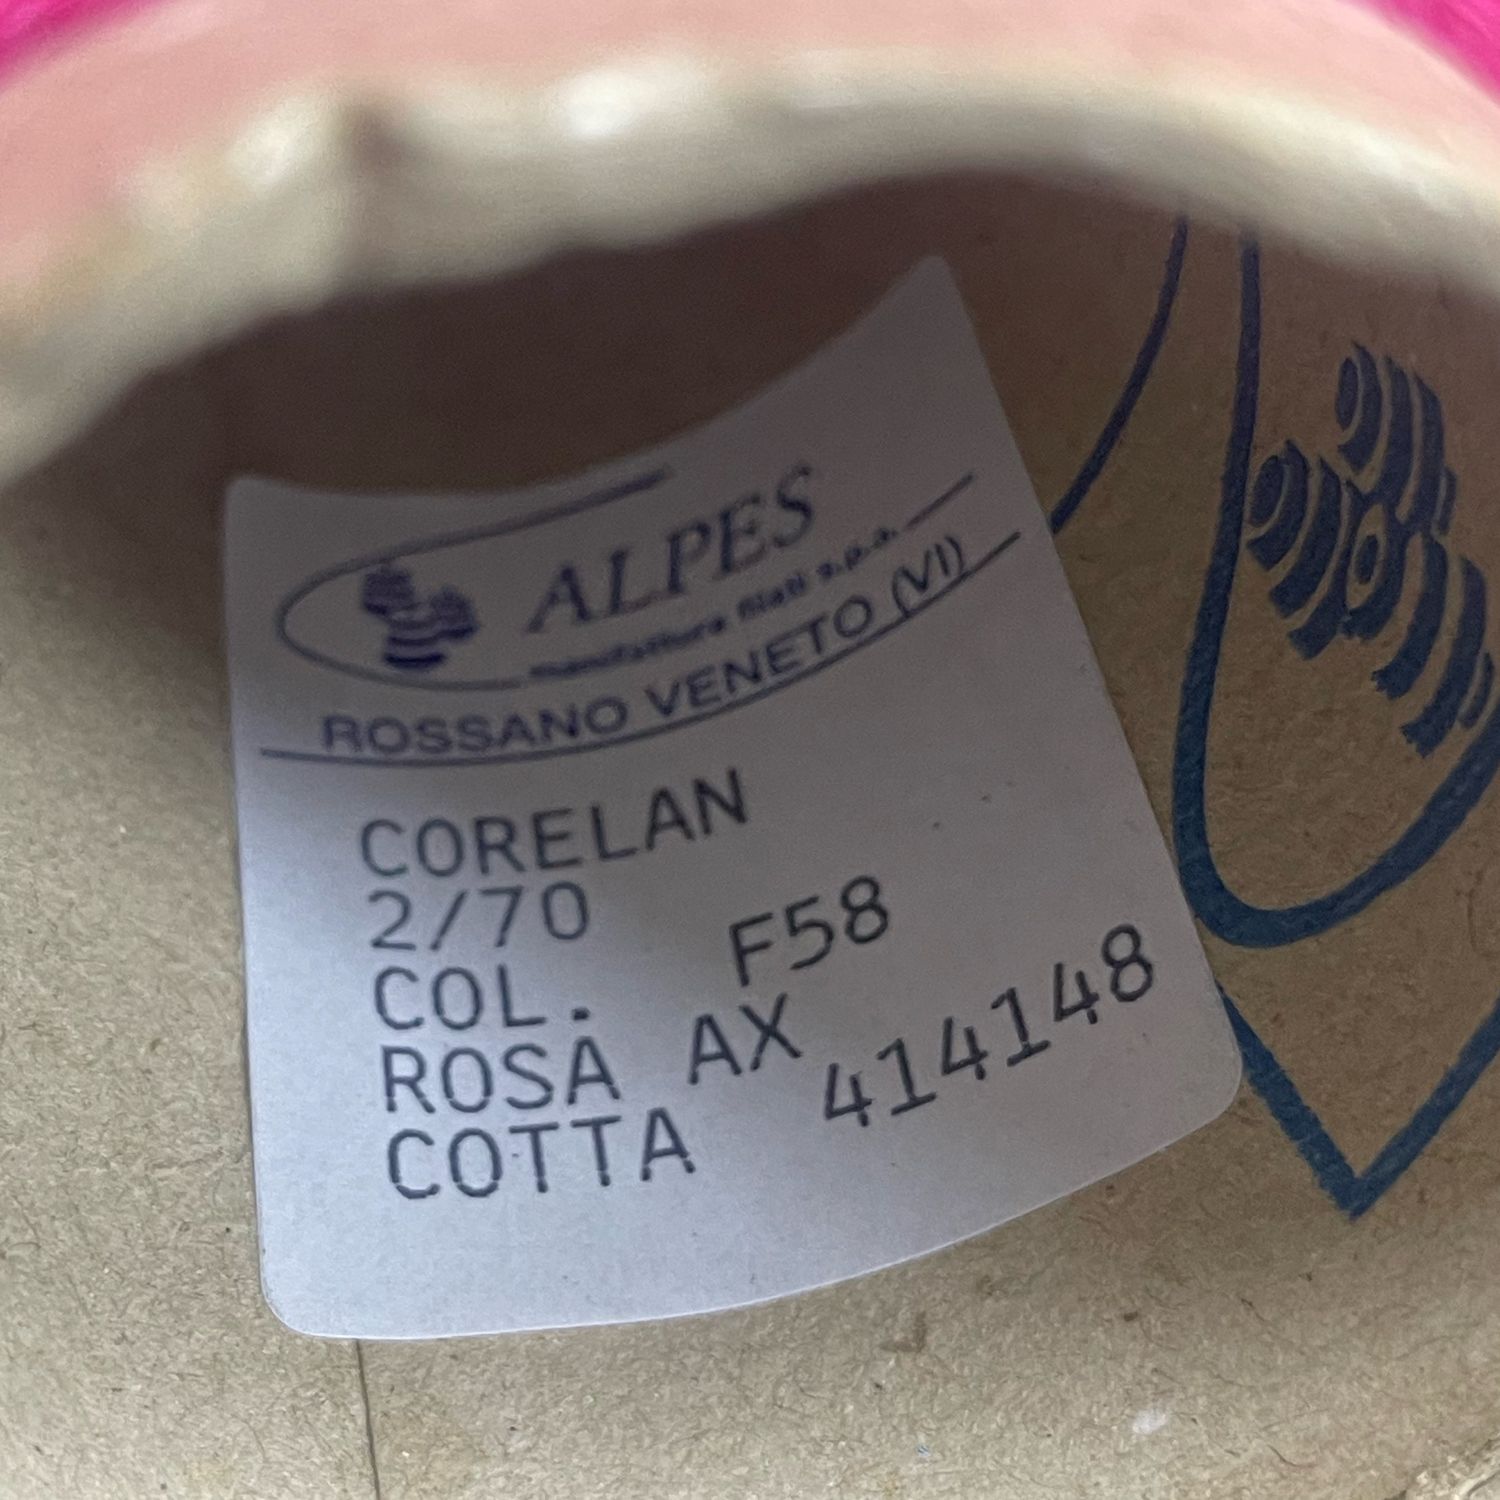 ALPES
manifattura filati s.p.a.
ROSSANO VENETO (VI)
CORELAN
2/70
COL. F58
ROSA AX
COTTA 414148